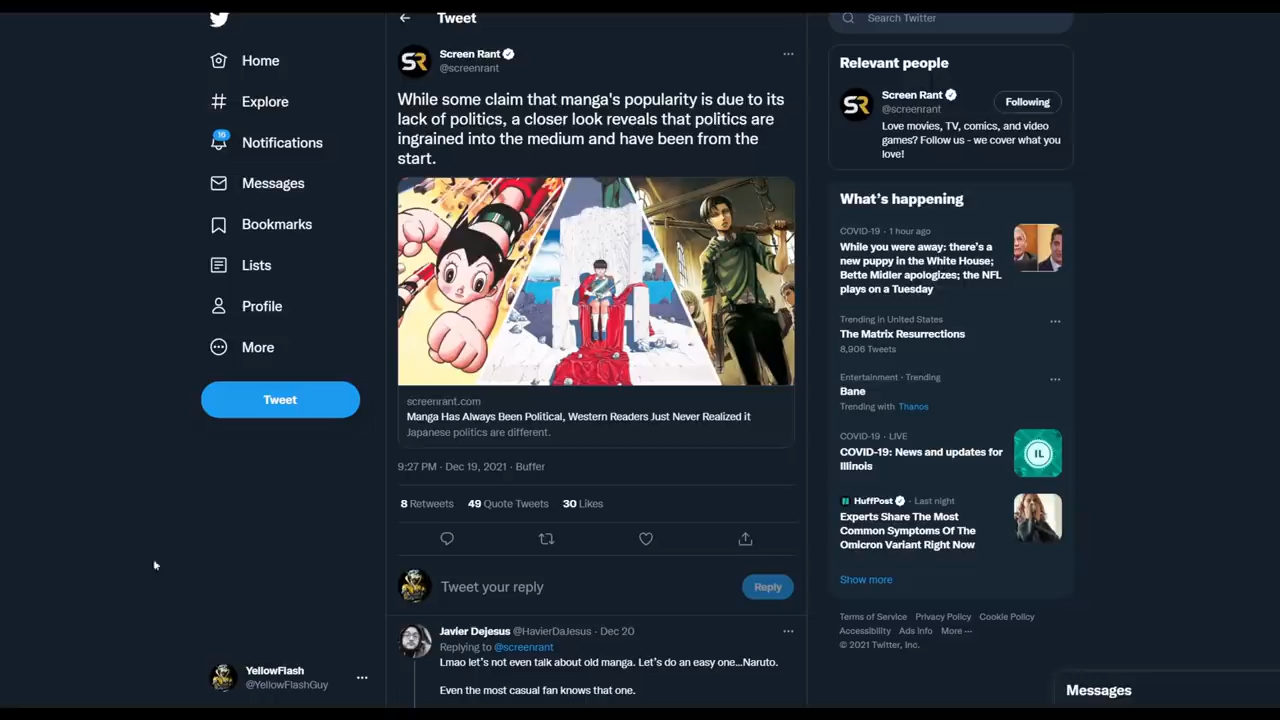 Home
Explore
16
Notifications
Messages
Bookmarks
Lists
Profile
More
Tweet
YellowFlash
@YellowFlashGuy
Tweet
SR
Screen Rant
@screenrant
While some claim that manga's popularity is due to its
lack of politics, a closer look reveals that politics are
ingrained into the medium and have been from the
start.
screenrant.com
Manga Has Always Been Political, Western Readers Just Never Realized it
Japanese politics are different.
9:27 PM · Dec 19, 2021 · Buffer
8 Retweets 49 Quote Tweets 30 Likes
Tweet your reply
Reply
Javier Dejesus @HavierDaJesus · Dec 20
Replying to @screenrant
Lmao let's not even talk about old manga. Let's do an easy one...Naruto.
Even the most casual fan knows that one.
Search Twitter
Relevant people
SR
Screen Rant
@screenrant
Following
Love movies, TV, comics, and video
games? Follow us - we cover what you
love!
What's happening
COVID-19 · 1 hour ago
While you were away: there's a
new puppy in the White House;
Bette Midler apologizes; the NFL
plays on a Tuesday
Trending in United States
The Matrix Resurrections
8,906 Tweets
Entertainment · Trending
Bane
Trending with Thanos
COVID-19 · LIVE
COVID-19: News and updates for
Illinois
IL
HuffPost · Last night
Experts Share The Most
Common Symptoms Of The
Omicron Variant Right Now
Show more
Terms of Service Privacy Policy Cookie Policy
Accessibility Ads info More ···
© 2021 Twitter, Inc.
Messages